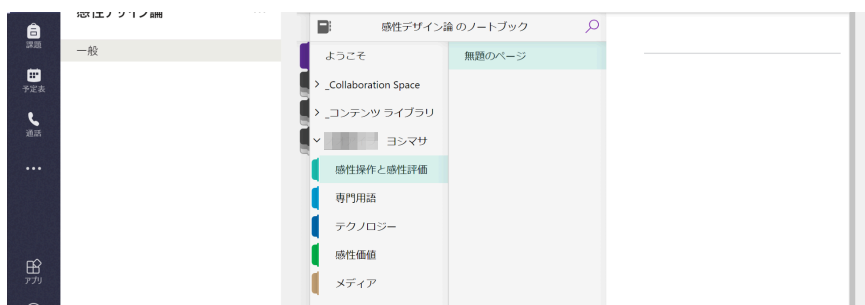 感性デザイン論
課題
一般
予定表
通話
アプリ
感性デザイン論 のノートブック
ようこそ
_Collaboration Space
_コンテンツ ライブラリ
ヨシマサ
感性操作と感性評価
専門用語
テクノロジー
感性価値
メディア
無題のページ